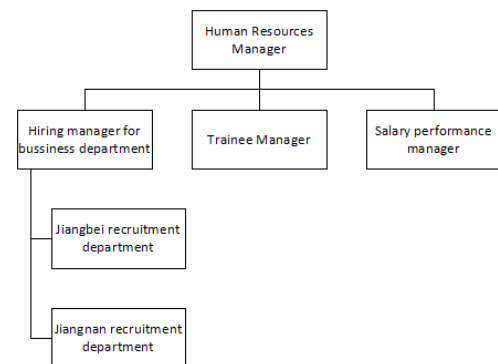 Human Resources
Manager
Hiring manager for
bussiness department
Trainee Manager
Salary performance
manager
Jiangbei recruitment
department
Jiangnan recruitment
department